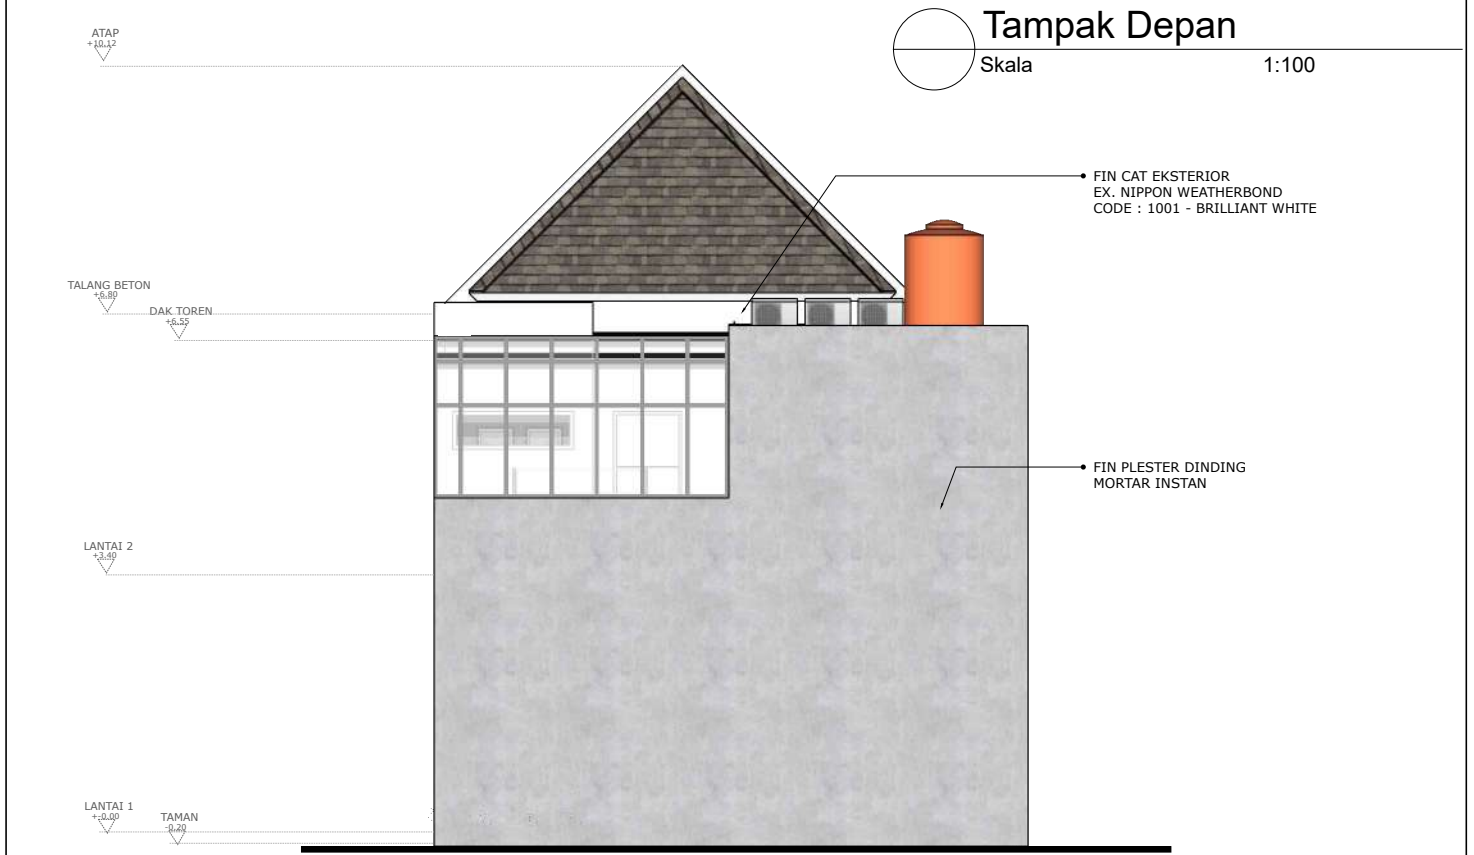 Tampak Depan
Skala 1:100
ATAP
+10.12
FIN CAT EKSTERIOR
EX. NIPPON WEATHERBOND
CODE : 1001 - BRILLIANT WHITE
TALANG BETON
+6.80
DAK TOREN
+6.55
FIN PLESTER DINDING
MORTAR INSTAN
LANTAI 2
+3.40
LANTAI 1
+-0.00
TAMAN
-0.20